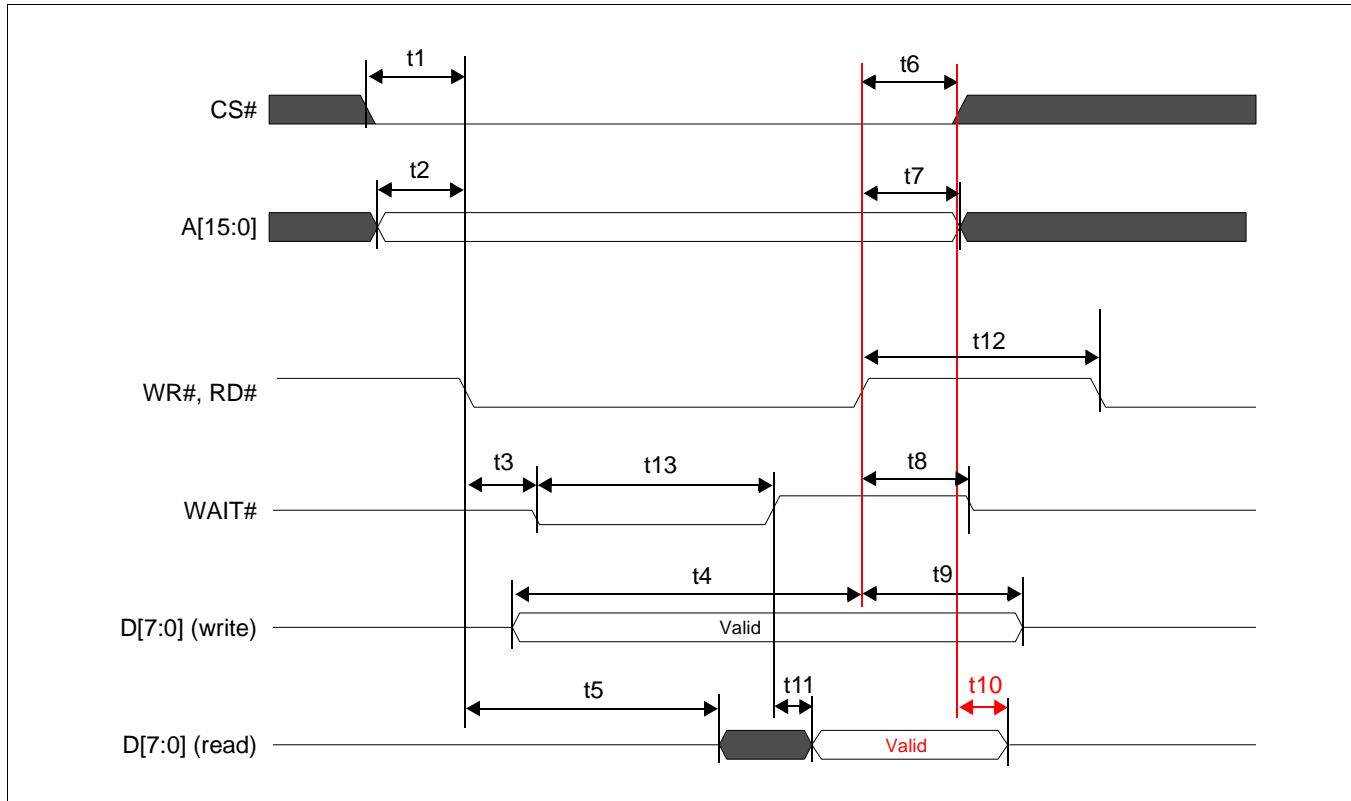 t1
t6
CS#
t2
t7
A[15:0]
t12
WR#, RD#
t3
t13
t8
WAIT#
t4
t9
D[7:0] (write)
Valid
t5
t11
t10
D[7:0] (read)
Valid